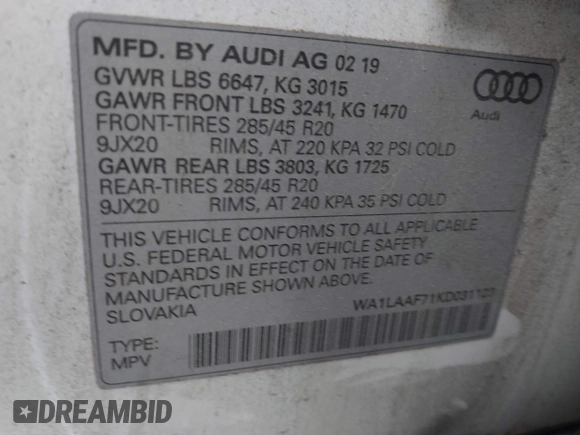 MFD. BY AUDI AG 02 19
GVWR LBS 6647, KG 3015
GAWR FRONT LBS 3241, KG 1470
FRONT-TIRES 285/45 R20
9JX20 RIMS, AT 220 KPA 32 PSI COLD
GAWR REAR LBS 3803, KG 1725
REAR-TIRES 285/45 R20
9JX20 RIMS, AT 240 KPA 35 PSI COLD
Audi
THIS VEHICLE CONFORMS TO ALL APPLICABLE
U.S. FEDERAL MOTOR VEHICLE SAFETY
STANDARDS IN EFFECT ON THE DATE OF
MANUFACTURE SHOWN ABOVE.
SLOVAKIA
WA1LAAF71KD031103
TYPE:
MPV
DREAMBID